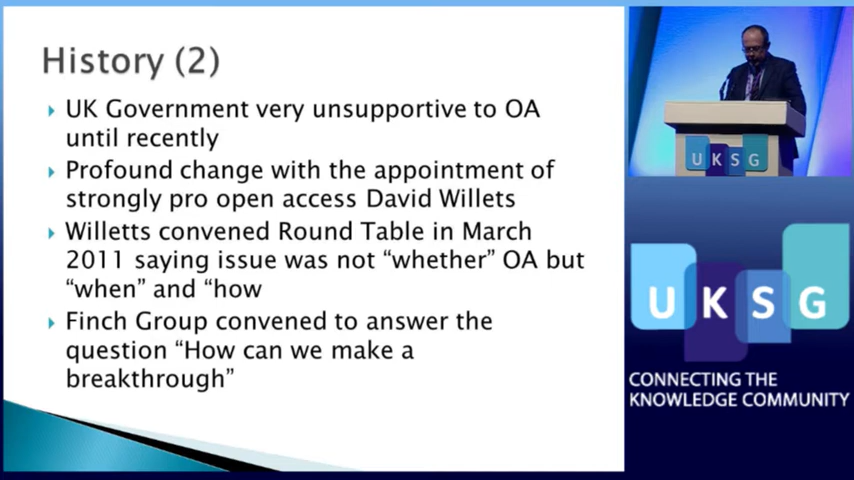 History (2)
UK Government very unsupportive to OA
until recently
Profound change with the appointment of
strongly pro open access David Willets
Willetts convened Round Table in March
2011 saying issue was not “whether” OA but
“when” and “how
Finch Group convened to answer the
question “How can we make a
breakthrough”
UKSG
UKSG
CONNECTING THE
KNOWLEDGE COMMUNITY